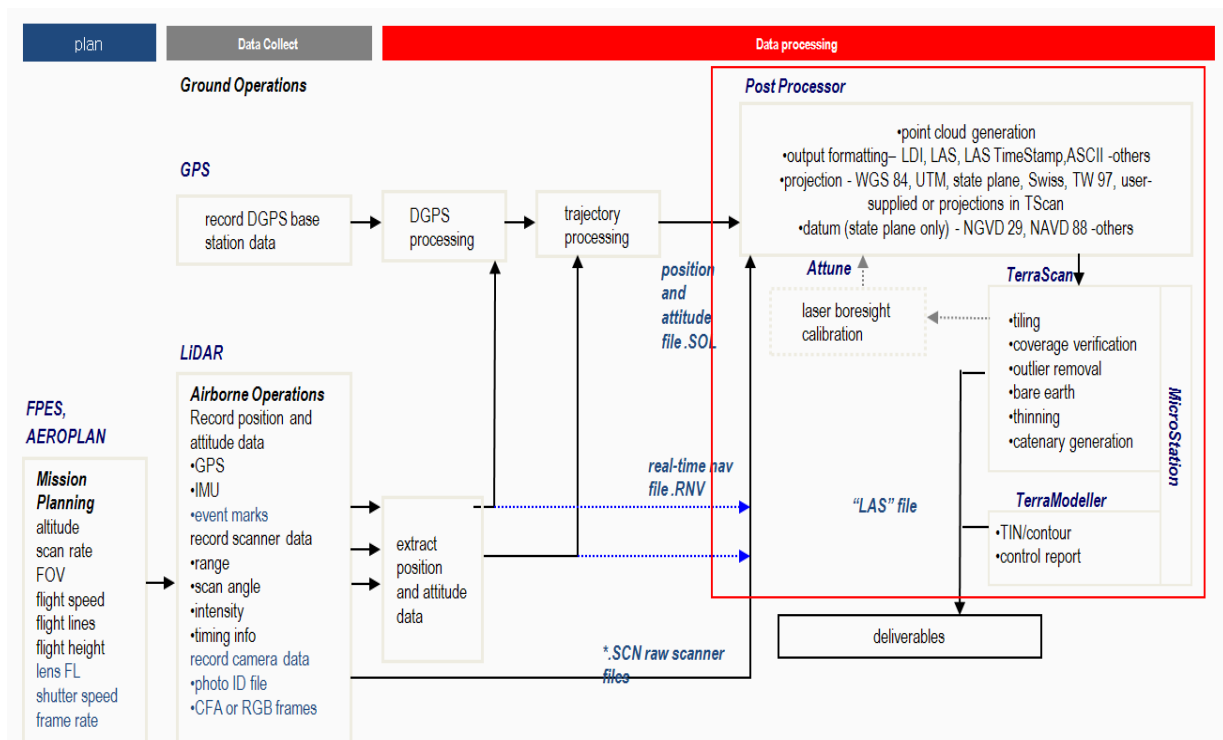 plan
Data Collect
Data processing
Ground Operations
Post Processor
•point cloud generation
•output formatting– LDI, LAS, LAS TimeStamp,ASCII -others
•projection - WGS 84, UTM, state plane, Swiss, TW 97, user-
supplied or projections in TScan
•datum (state plane only) - NGVD 29, NAVD 88 -others
GPS
record DGPS base
station data
DGPS
processing
trajectory
processing
position
and
attitude
file .SOL
Attune
laser boresight
calibration
TerraScan
•tiling
•coverage verification
•outlier removal
•bare earth
•thinning
•catenary generation
MicroStation
LiDAR
Airborne Operations
Record position and
attitude data
•GPS
•IMU
•event marks
record scanner data
•range
•scan angle
•intensity
•timing info
record camera data
•photo ID file
•CFA or RGB frames
FPES,
AEROPLAN
Mission
Planning
altitude
scan rate
FOV
flight speed
flight lines
flight height
lens FL
shutter speed
frame rate
extract
position
and attitude
data
real-time nav
file .RNV
“LAS” file
TerraModeller
•TIN/contour
•control report
*.SCN raw scanner
files
deliverables